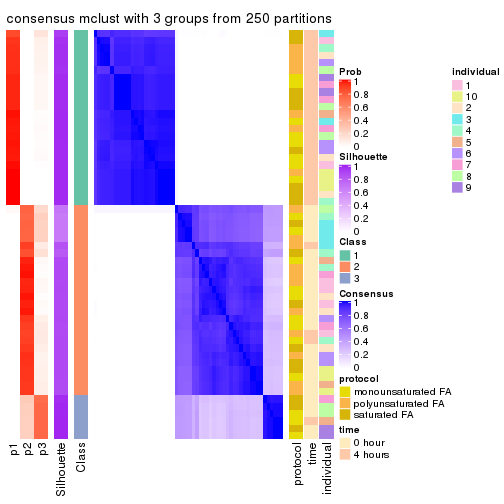 consensus mclust with 3 groups from 250 partitions
p1
p2
p3
Silhouette
Class
protocol
time
individual
Prob
1
0.8
0.6
0.4
0.2
0
Silhouette
1
0.8
0.6
0.4
0.2
0
Class
1
2
3
Consensus
1
0.8
0.6
0.4
0.2
0
protocol
monounsaturated FA
polyunsaturated FA
saturated FA
time
0 hour
4 hours
Individual
1
10
2
3
4
5
6
7
8
9